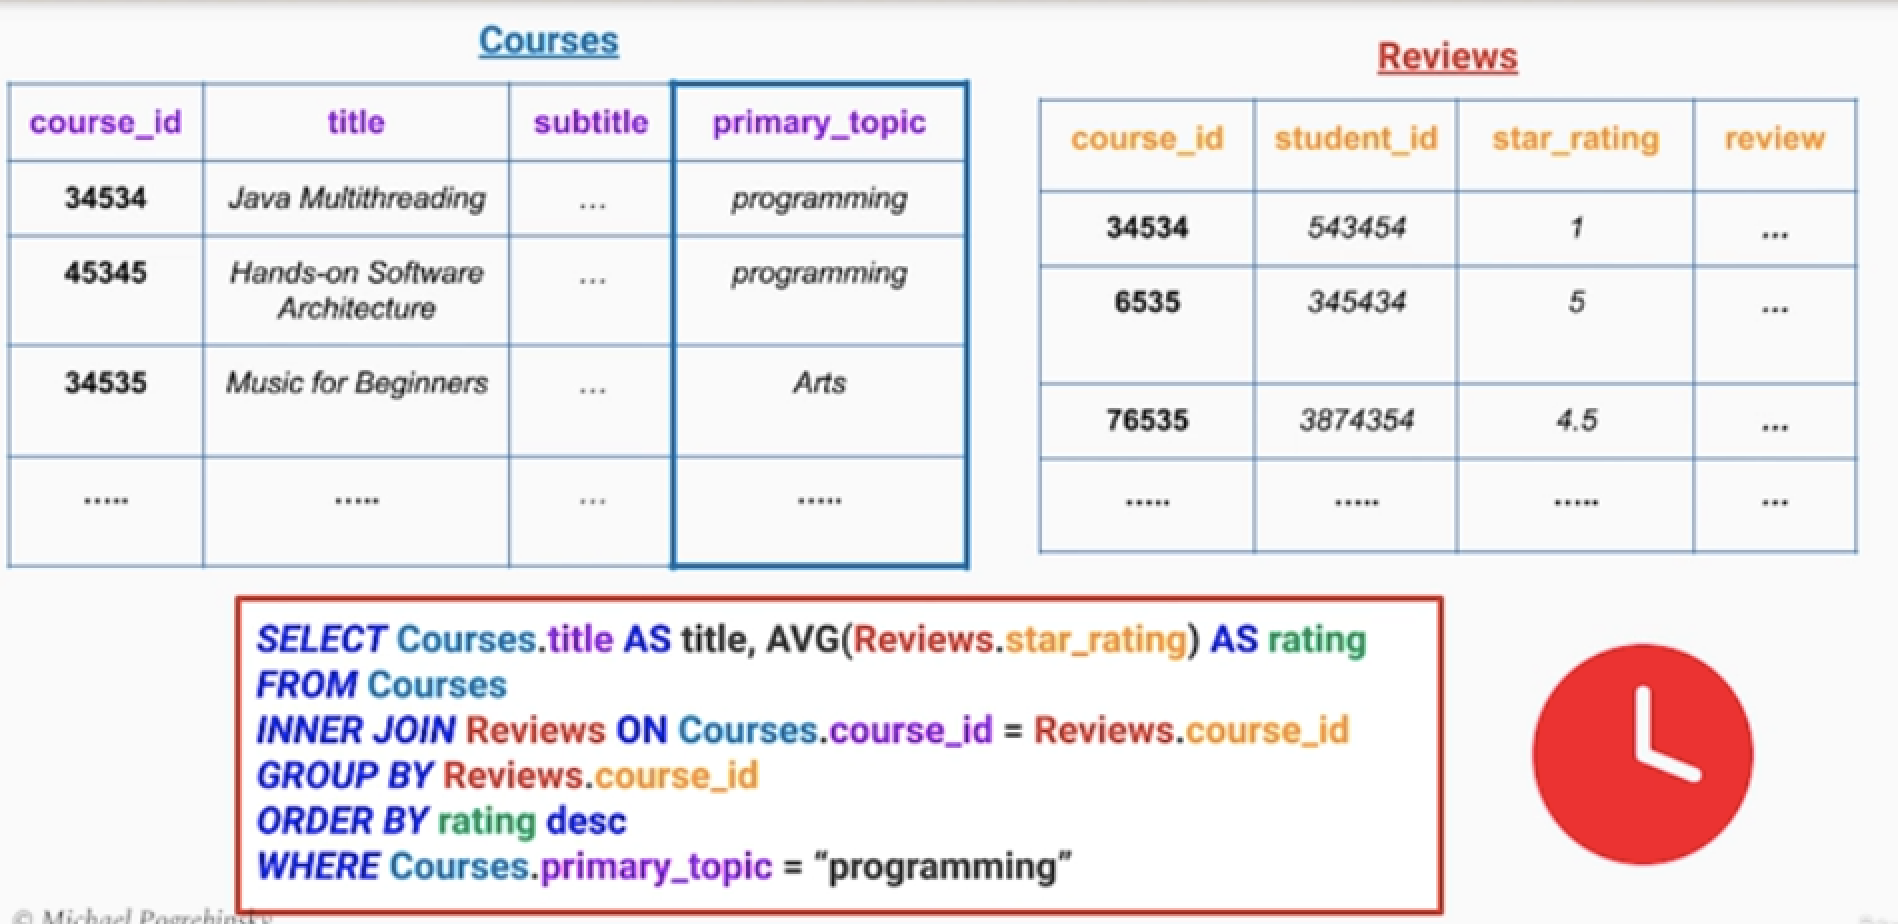 Courses
course_id title subtitle primary_topic
34534 Java Multithreading ... programming
45345 Hands-on Software ... programming
Architecture
34535 Music for Beginners ... Arts
..... ..... ... .....
Reviews
course_id student_id star_rating review
34534 543454 1 ...
6535 345434 5 ...
76535 3874354 4.5 ...
..... ..... ..... ...
SELECT Courses.title AS title, AVG(Reviews.star_rating) AS rating
FROM Courses
INNER JOIN Reviews ON Courses.course_id = Reviews.course_id
GROUP BY Reviews.course_id
ORDER BY rating desc
WHERE Courses.primary_topic = “programming”
© Michael Pogrebinsky